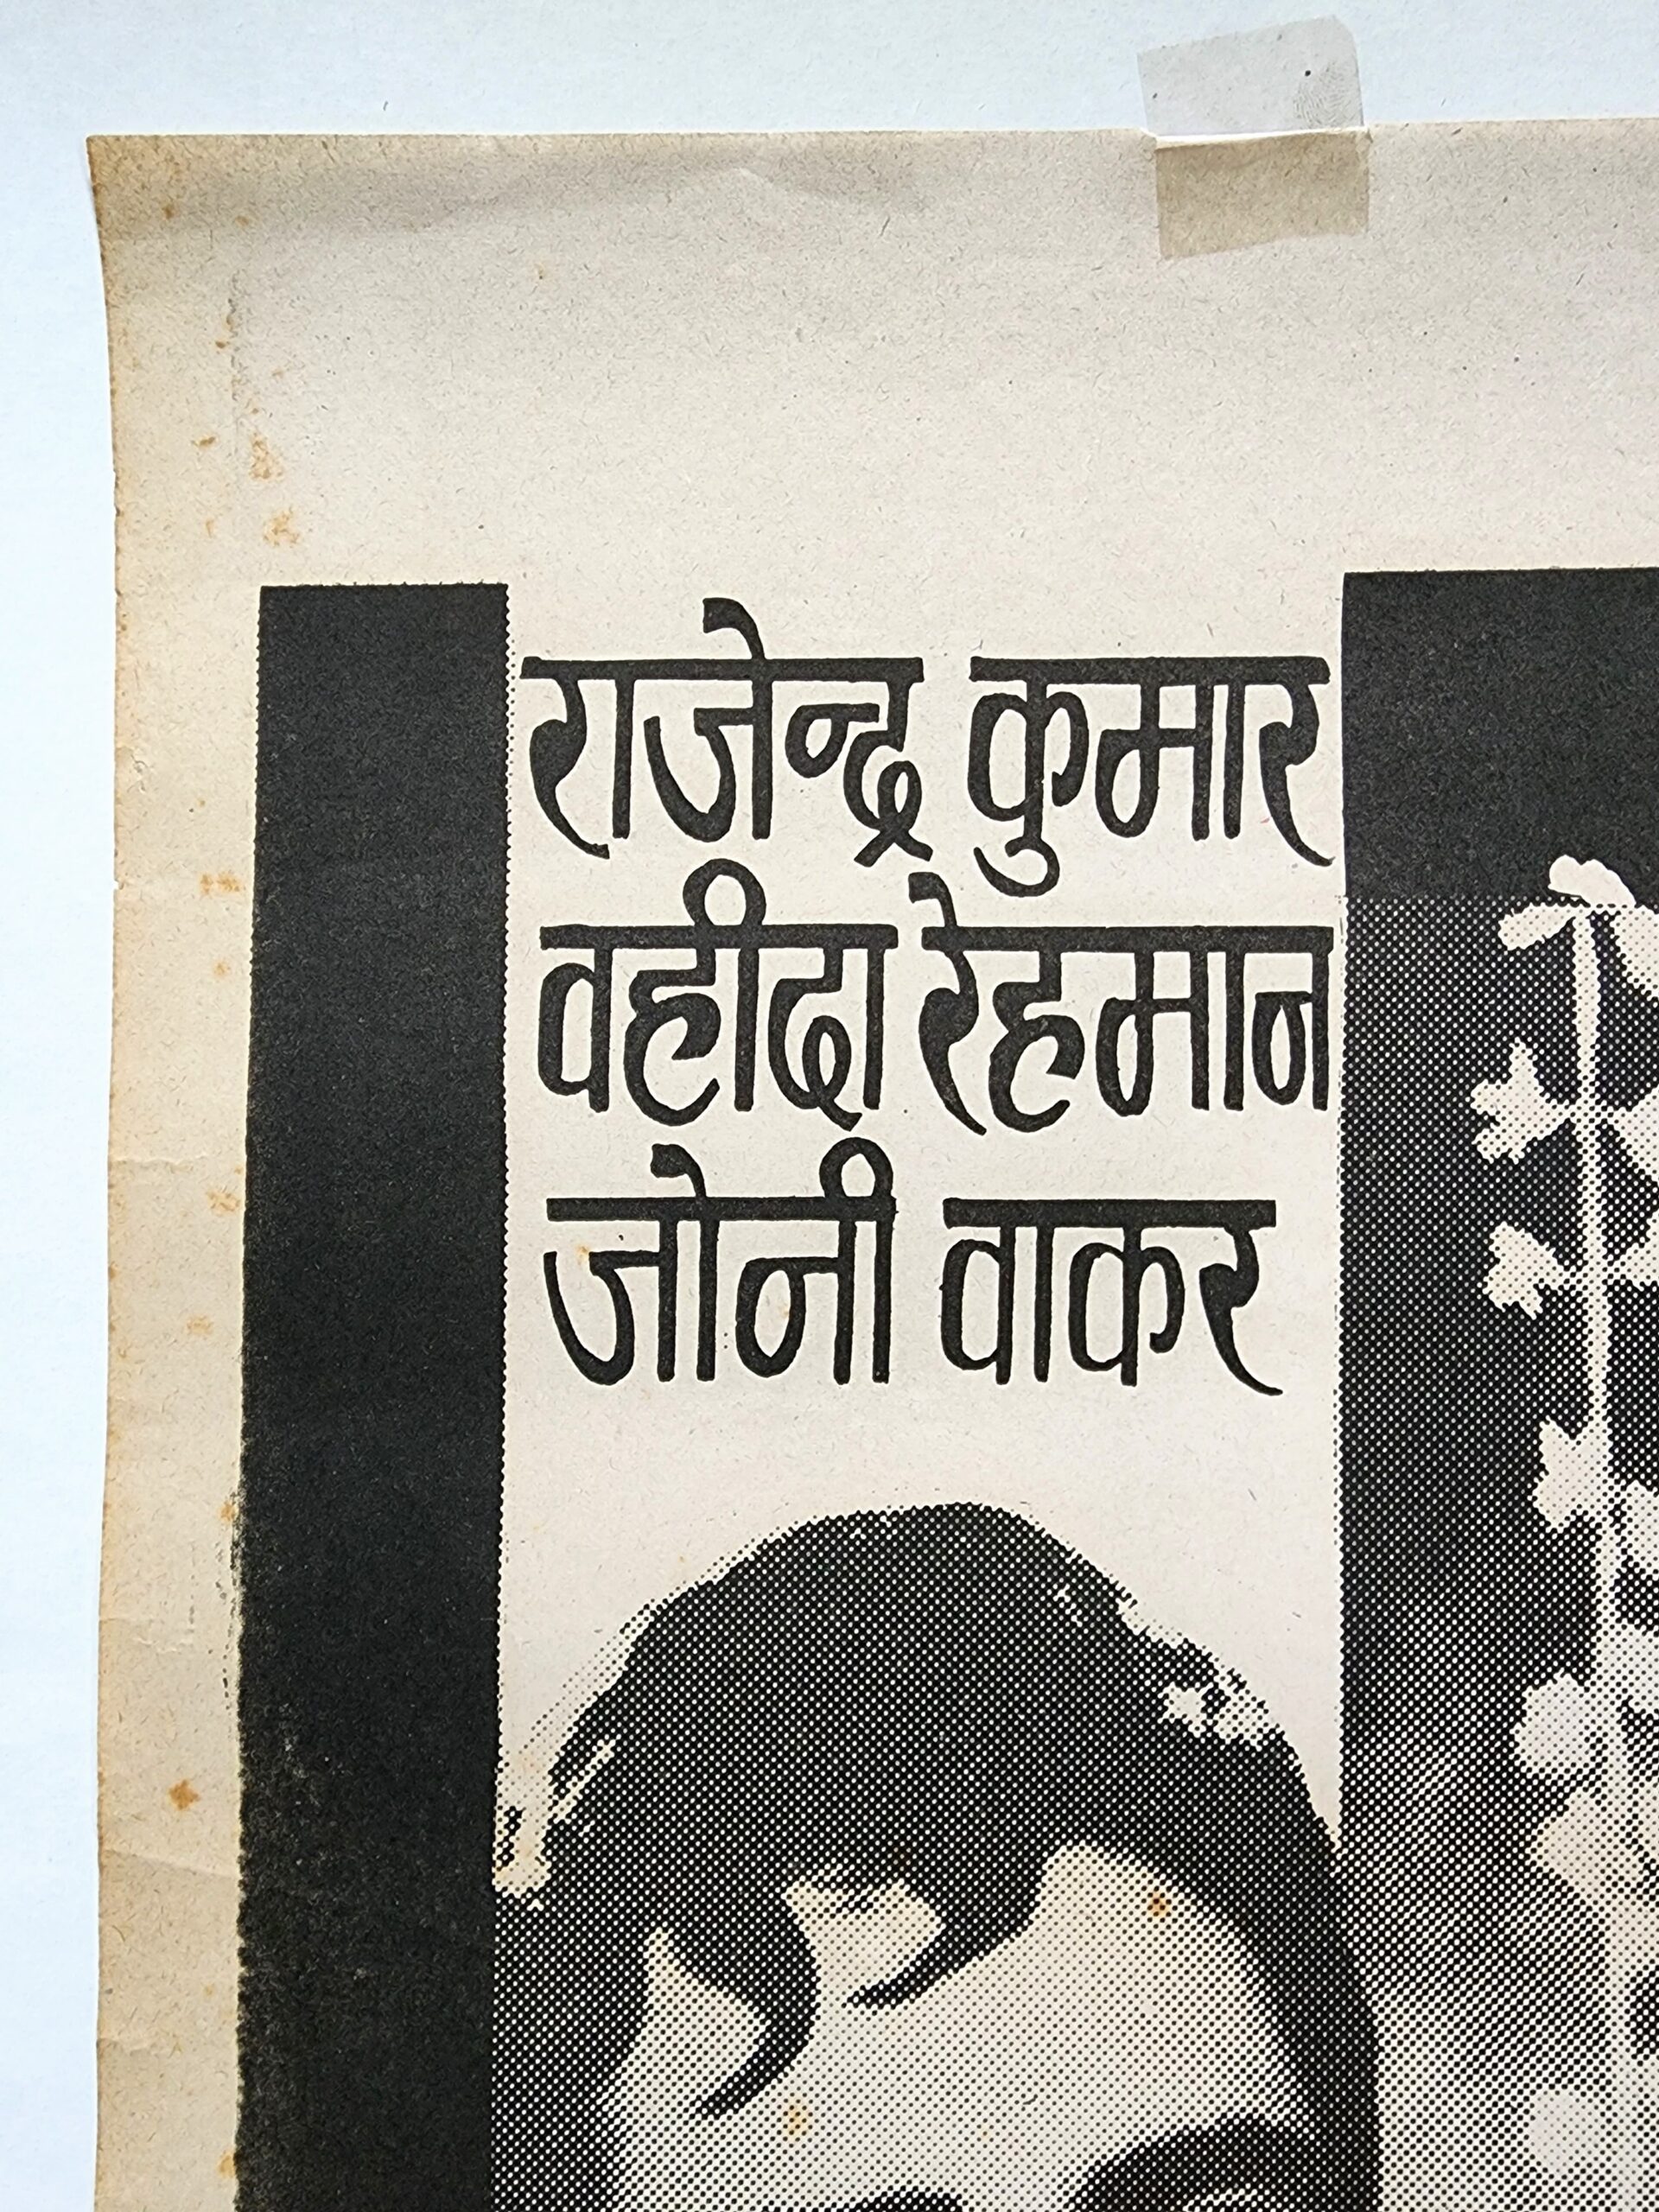 राजेन्द्र कुमार
वहीदा रेहमान
जोनी वाकर